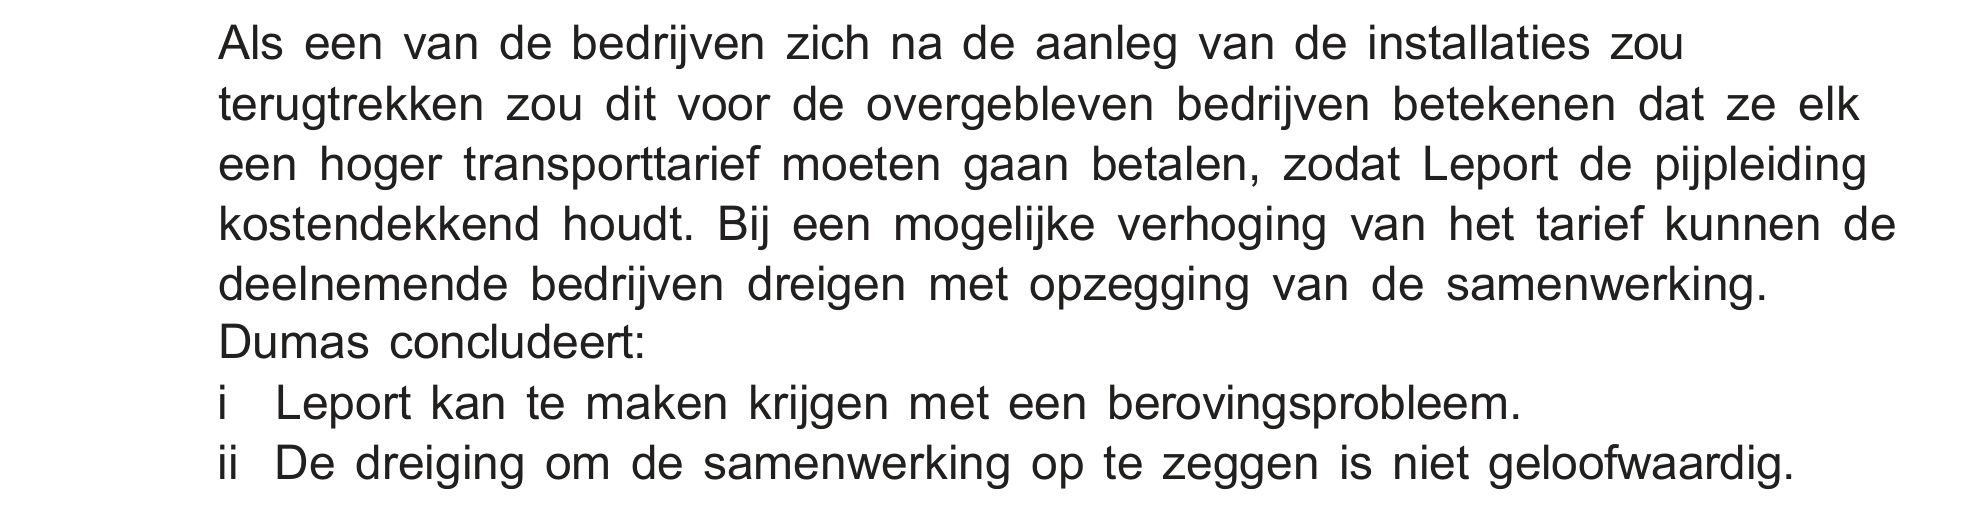 Als een van de bedrijven zich na de aanleg van de installaties zou
terugtrekken zou dit voor de overgebleven bedrijven betekenen dat ze elk
een hoger transporttarief moeten gaan betalen, zodat Leport de pijpleiding
kostendekkend houdt. Bij een mogelijke verhoging van het tarief kunnen de
deelnemende bedrijven dreigen met opzegging van de samenwerking.
Dumas concludeert:
i Leport kan te maken krijgen met een berovingsprobleem.
ii De dreiging om de samenwerking op te zeggen is niet geloofwaardig.